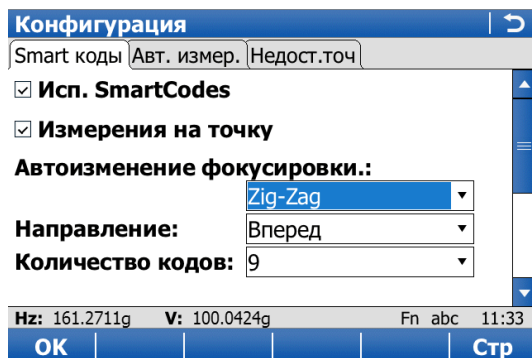 Конфигурация
Smart коды Авт. измер. Недост.точ
Исп. SmartCodes
Измерения на точку
Автоизменение фокусировки.:
Zig-Zag
Направление: Вперед
Количество кодов: 9
Hz: 161.2711g V: 100.0424g Fn abc 11:33
OK Стр